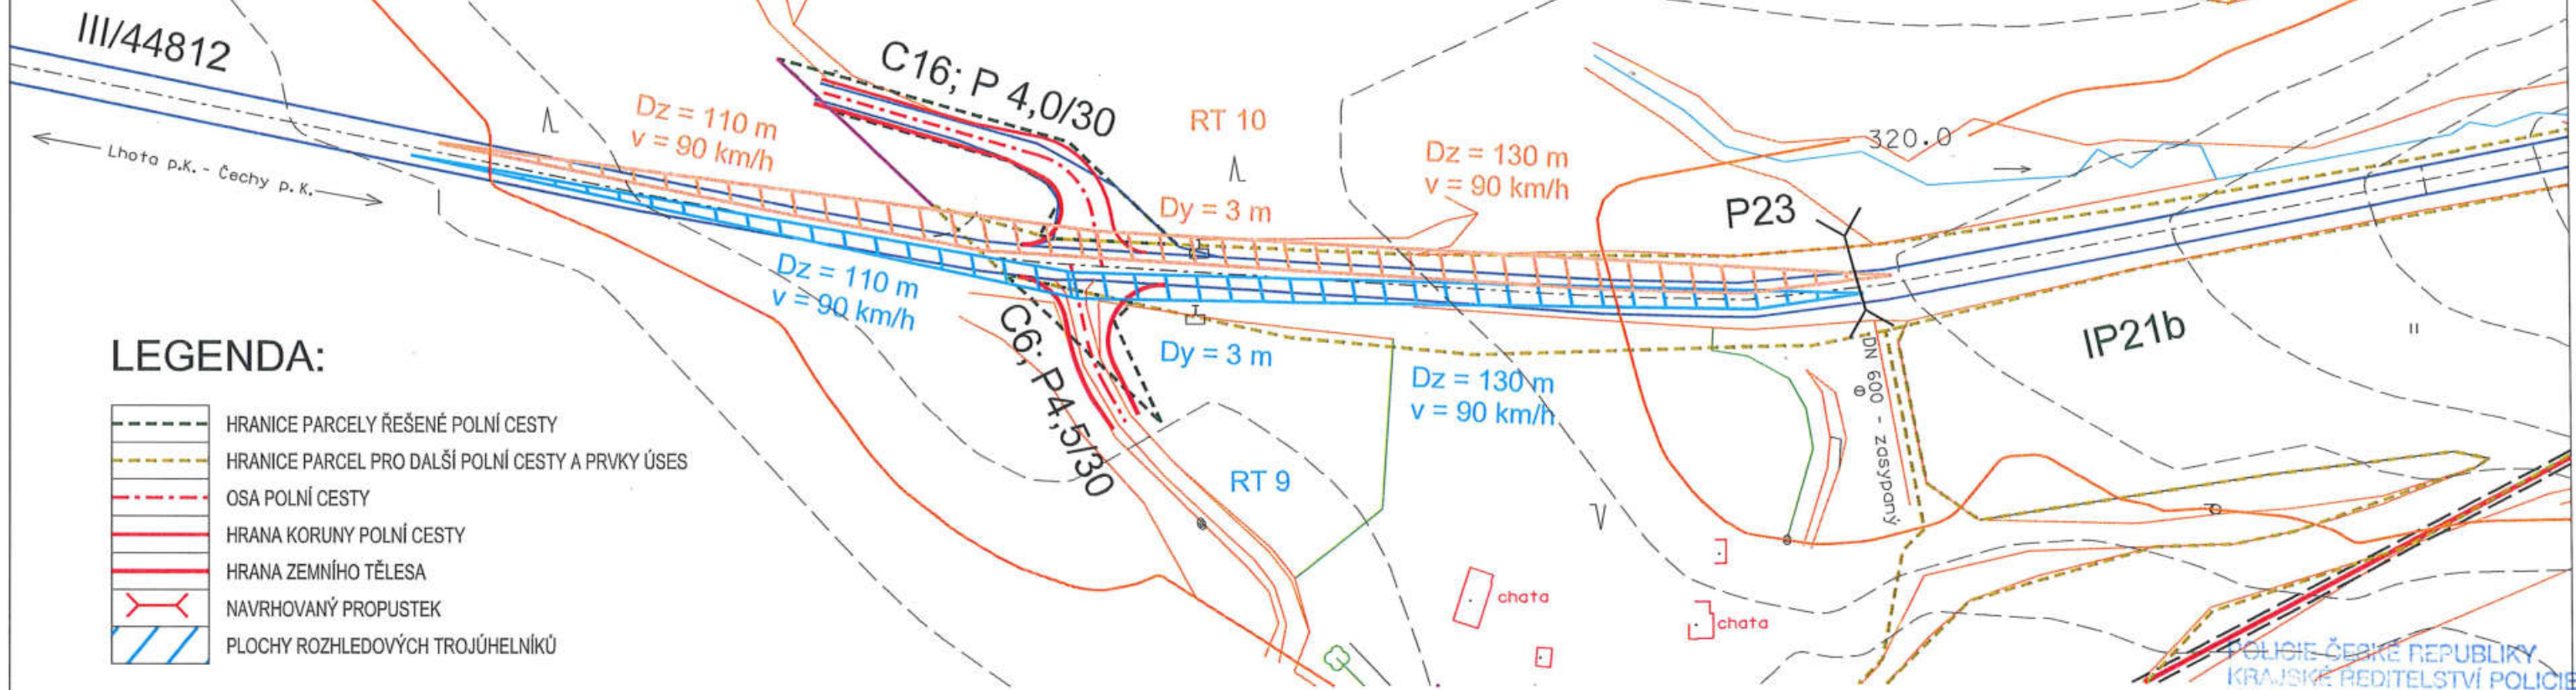 III/44812
C16; P 4,0/30
Dz = 110 m
v = 90 km/h
RT 10
Dz = 130 m
v = 90 km/h
320.0
Lhota p.K. - Čechy p. K.
Dy = 3 m
P23
Dz = 110 m
v = 90 km/h
C6; P4,5/30
Dy = 3 m
Dz = 130 m
v = 90 km/h
IP21b
DN 600 - zasypaný
RT 9
chata
chata
LEGENDA:
HRANICE PARCELY ŘEŠENÉ POLNÍ CESTY
HRANICE PARCEL PRO DALŠÍ POLNÍ CESTY A PRVKY ÚSES
OSA POLNÍ CESTY
HRANA KORUNY POLNÍ CESTY
HRANA ZEMNÍHO TĚLESA
NAVRHOVANÝ PROPUSTEK
PLOCHY ROZHLEDOVÝCH TROJÚHELNÍKŮ
POLICIE ČESKÉ REPUBLIKY
KRAJSKÉ ŘEDITELSTVÍ POLICIE